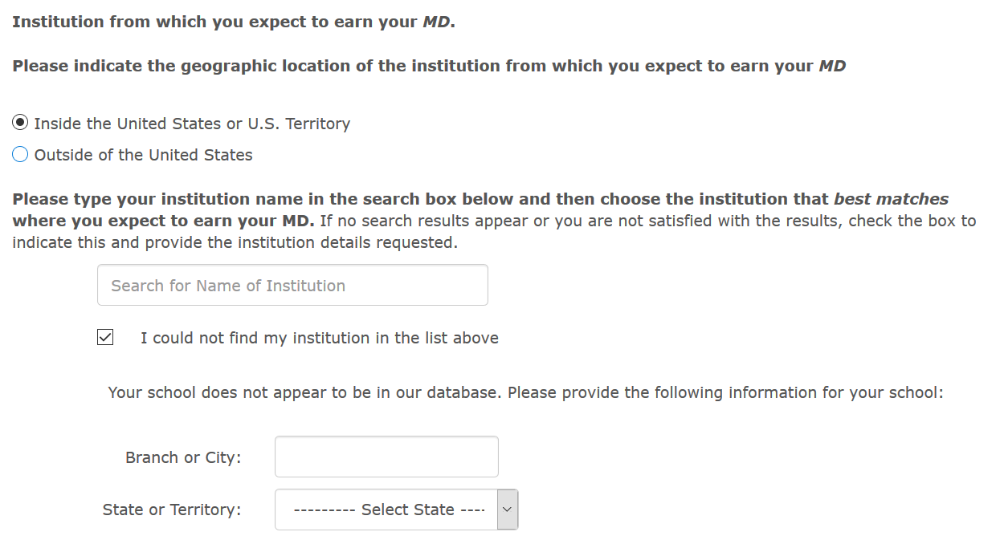 Institution from which you expect to earn your MD.
Please indicate the geographic location of the institution from which you expect to earn your MD
Inside the United States or U.S. Territory
Outside of the United States
Please type your institution name in the search box below and then choose the institution that best matches
where you expect to earn your MD. If no search results appear or you are not satisfied with the results, check the box to
indicate this and provide the institution details requested.
Search for Name of Institution
I could not find my institution in the list above
Your school does not appear to be in our database. Please provide the following information for your school:
Branch or City:
State or Territory: --------- Select State ----